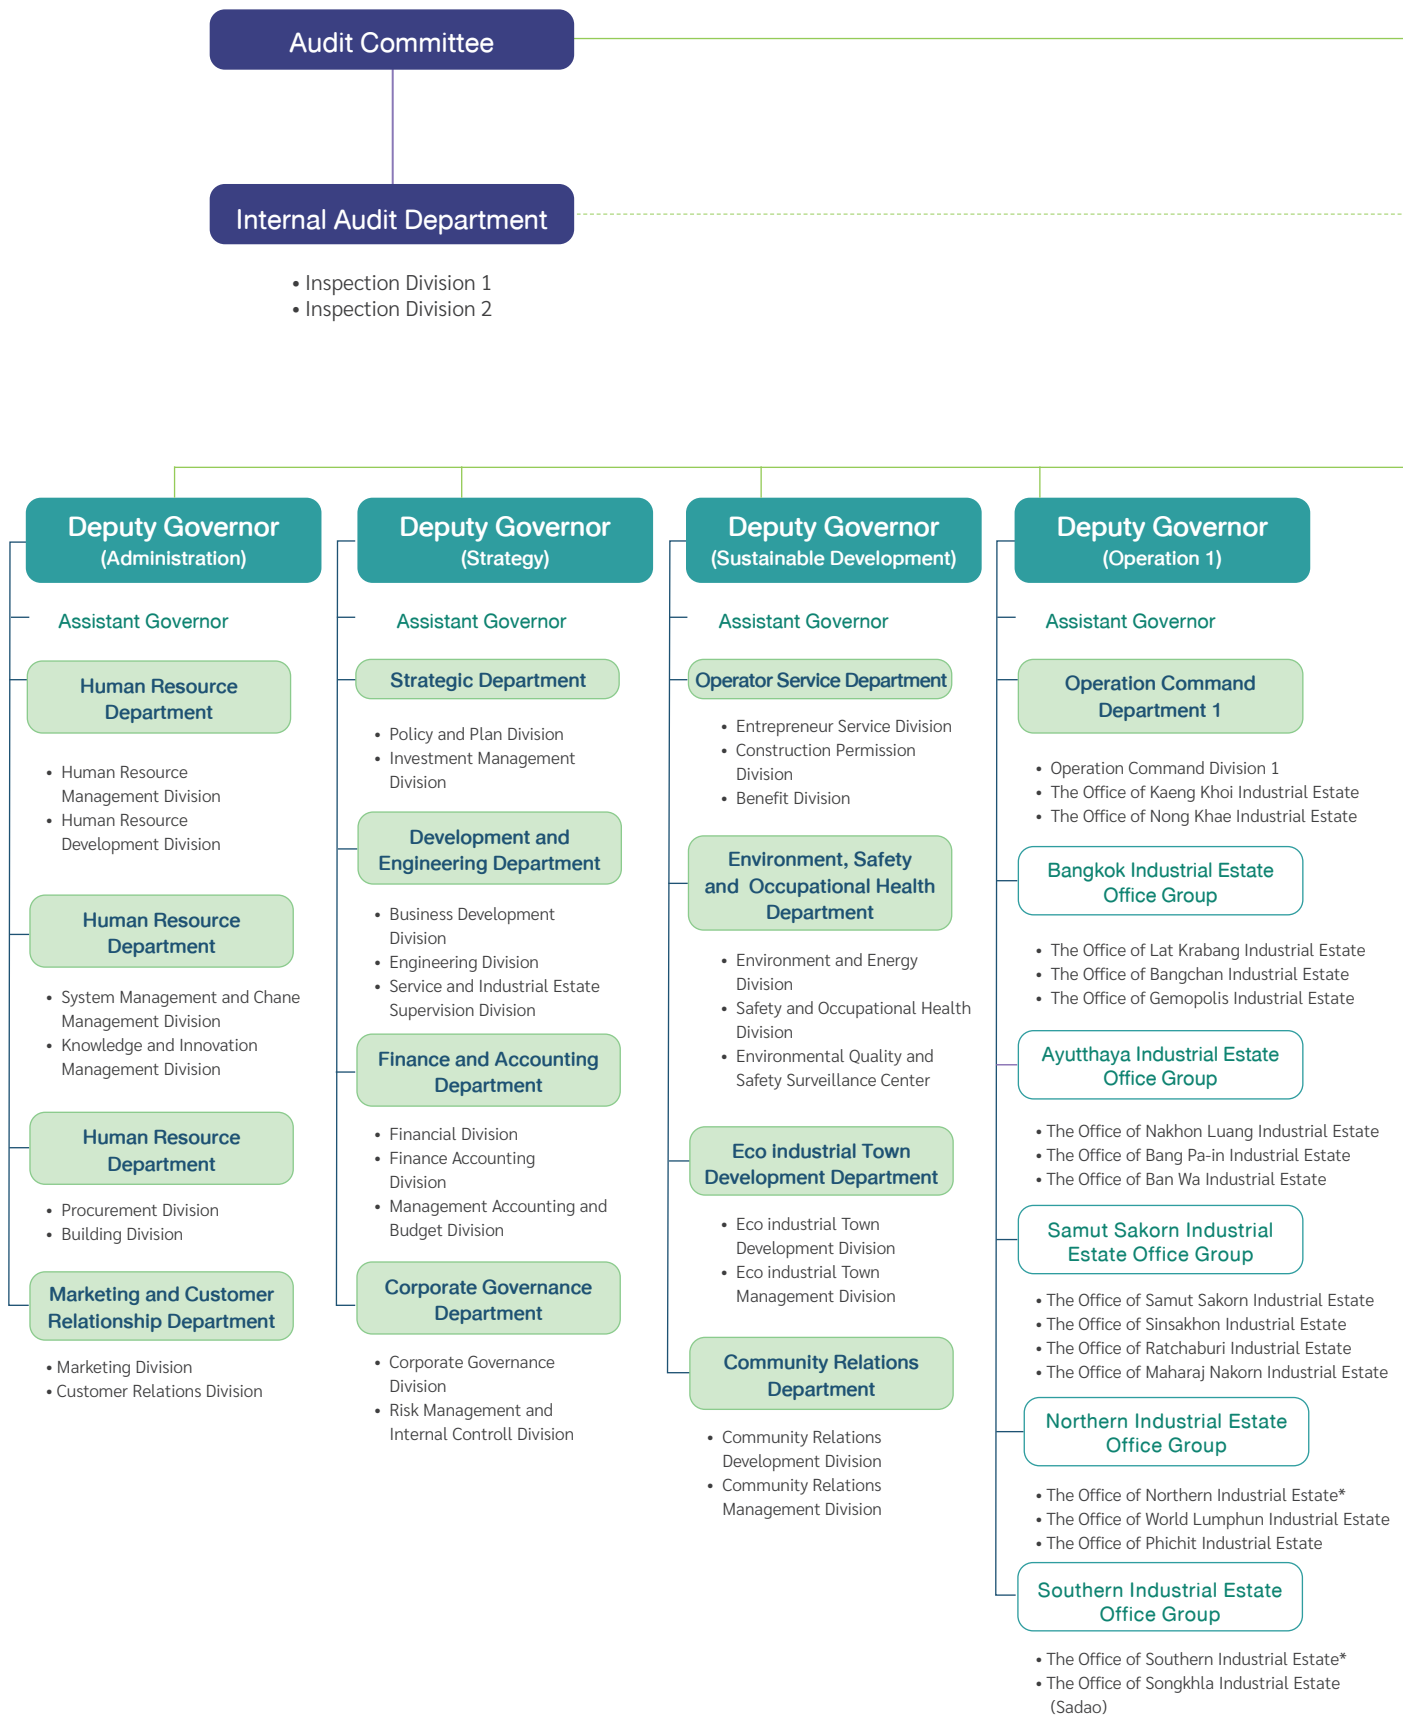 Audit Committee
Internal Audit Department
• Inspection Division 1
• Inspection Division 2
Deputy Governor
(Administration)
Assistant Governor
Human Resource
Department
• Human Resource
Management Division
• Human Resource
Development Division
Human Resource
Department
• System Management and Chane
Management Division
• Knowledge and Innovation
Management Division
Human Resource
Department
• Procurement Division
• Building Division
Marketing and Customer
Relationship Department
• Marketing Division
• Customer Relations Division
Deputy Governor
(Strategy)
Assistant Governor
Strategic Department
• Policy and Plan Division
• Investment Management
Division
Development and
Engineering Department
• Business Development
Division
• Engineering Division
• Service and Industrial Estate
Supervision Division
Finance and Accounting
Department
• Financial Division
• Finance Accounting
Division
• Management Accounting and
Budget Division
Corporate Governance
Department
• Corporate Governance
Division
• Risk Management and
Internal Controll Division
Deputy Governor
(Sustainable Development)
Assistant Governor
Operator Service Department
• Entrepreneur Service Division
• Construction Permission
Division
• Benefit Division
Environment, Safety
and Occupational Health
Department
• Environment and Energy
Division
• Safety and Occupational Health
Division
• Environmental Quality and
Safety Surveillance Center
Eco industrial Town
Development Department
• Eco industrial Town
Development Division
• Eco industrial Town
Management Division
Community Relations
Department
• Community Relations
Development Division
• Community Relations
Management Division
Deputy Governor
(Operation 1)
Assistant Governor
Operation Command
Department 1
• Operation Command Division 1
• The Office of Kaeng Khoi Industrial Estate
• The Office of Nong Khae Industrial Estate
Bangkok Industrial Estate
Office Group
• The Office of Lat Krabang Industrial Estate
• The Office of Bangchan Industrial Estate
• The Office of Gemopolis Industrial Estate
Ayutthaya Industrial Estate
Office Group
• The Office of Nakhon Luang Industrial Estate
• The Office of Bang Pa-in Industrial Estate
• The Office of Ban Wa Industrial Estate
Samut Sakorn Industrial
Estate Office Group
• The Office of Samut Sakorn Industrial Estate
• The Office of Sinsakhon Industrial Estate
• The Office of Ratchaburi Industrial Estate
• The Office of Maharaj Nakorn Industrial Estate
Northern Industrial Estate
Office Group
• The Office of Northern Industrial Estate*
• The Office of World Lumphun Industrial Estate
• The Office of Phichit Industrial Estate
Southern Industrial Estate
Office Group
• The Office of Southern Industrial Estate*
• The Office of Songkhla Industrial Estate
(Sadao)